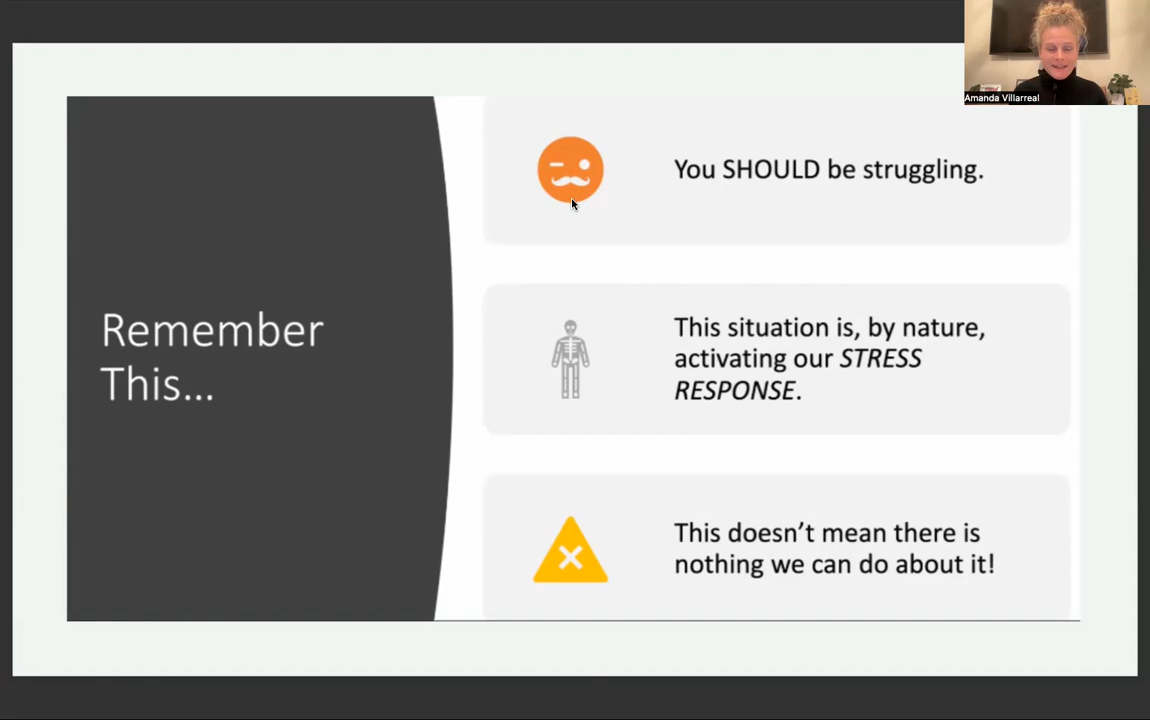 Amanda Villarreal
You SHOULD be struggling.
Remember
This...
This situation is, by nature,
activating our STRESS
RESPONSE.
This doesn’t mean there is
nothing we can do about it!